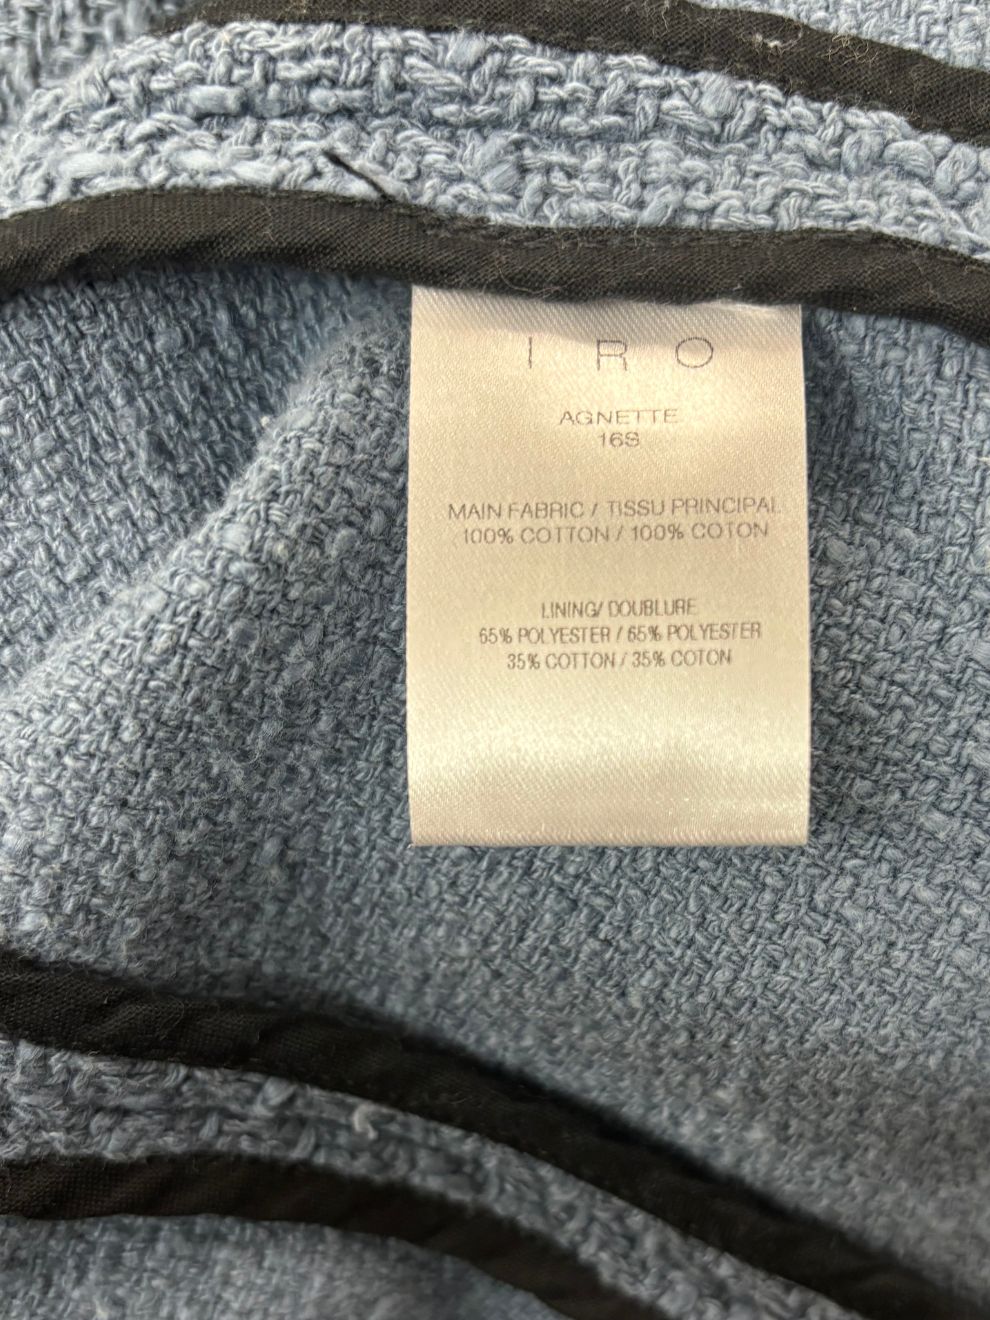 I R O
AGNETTE
16S
MAIN FABRIC / TISSU PRINCIPAL
100% COTTON / 100% COTON
LINING/ DOUBLURE
65% POLYESTER / 65% POLYESTER
35% COTTON / 35% COTON